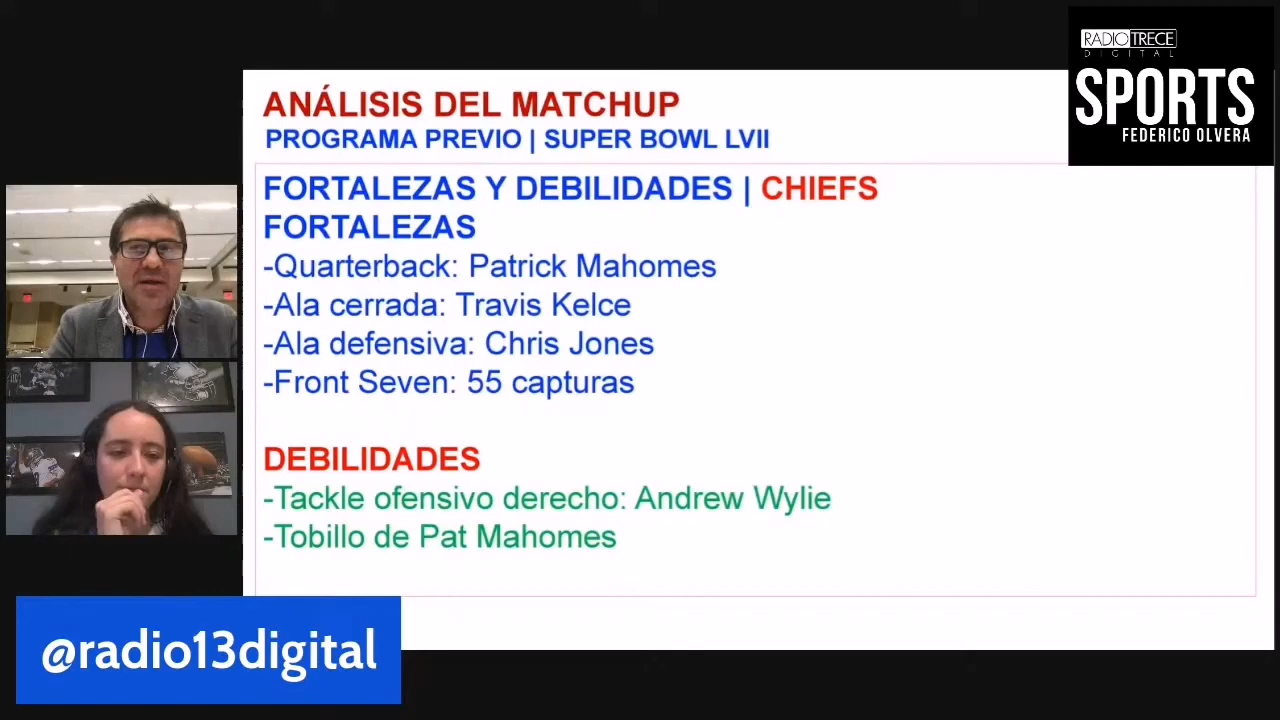 RADIO TRECE
DIGITAL
SPORTS
FEDERICO OLVERA
ANÁLISIS DEL MATCHUP
PROGRAMA PREVIO | SUPER BOWL LVII
FORTALEZAS Y DEBILIDADES | CHIEFS
FORTALEZAS
-Quarterback: Patrick Mahomes
-Ala cerrada: Travis Kelce
-Ala defensiva: Chris Jones
-Front Seven: 55 capturas
DEBILIDADES
-Tackle ofensivo derecho: Andrew Wylie
-Tobillo de Pat Mahomes
@radio13digital